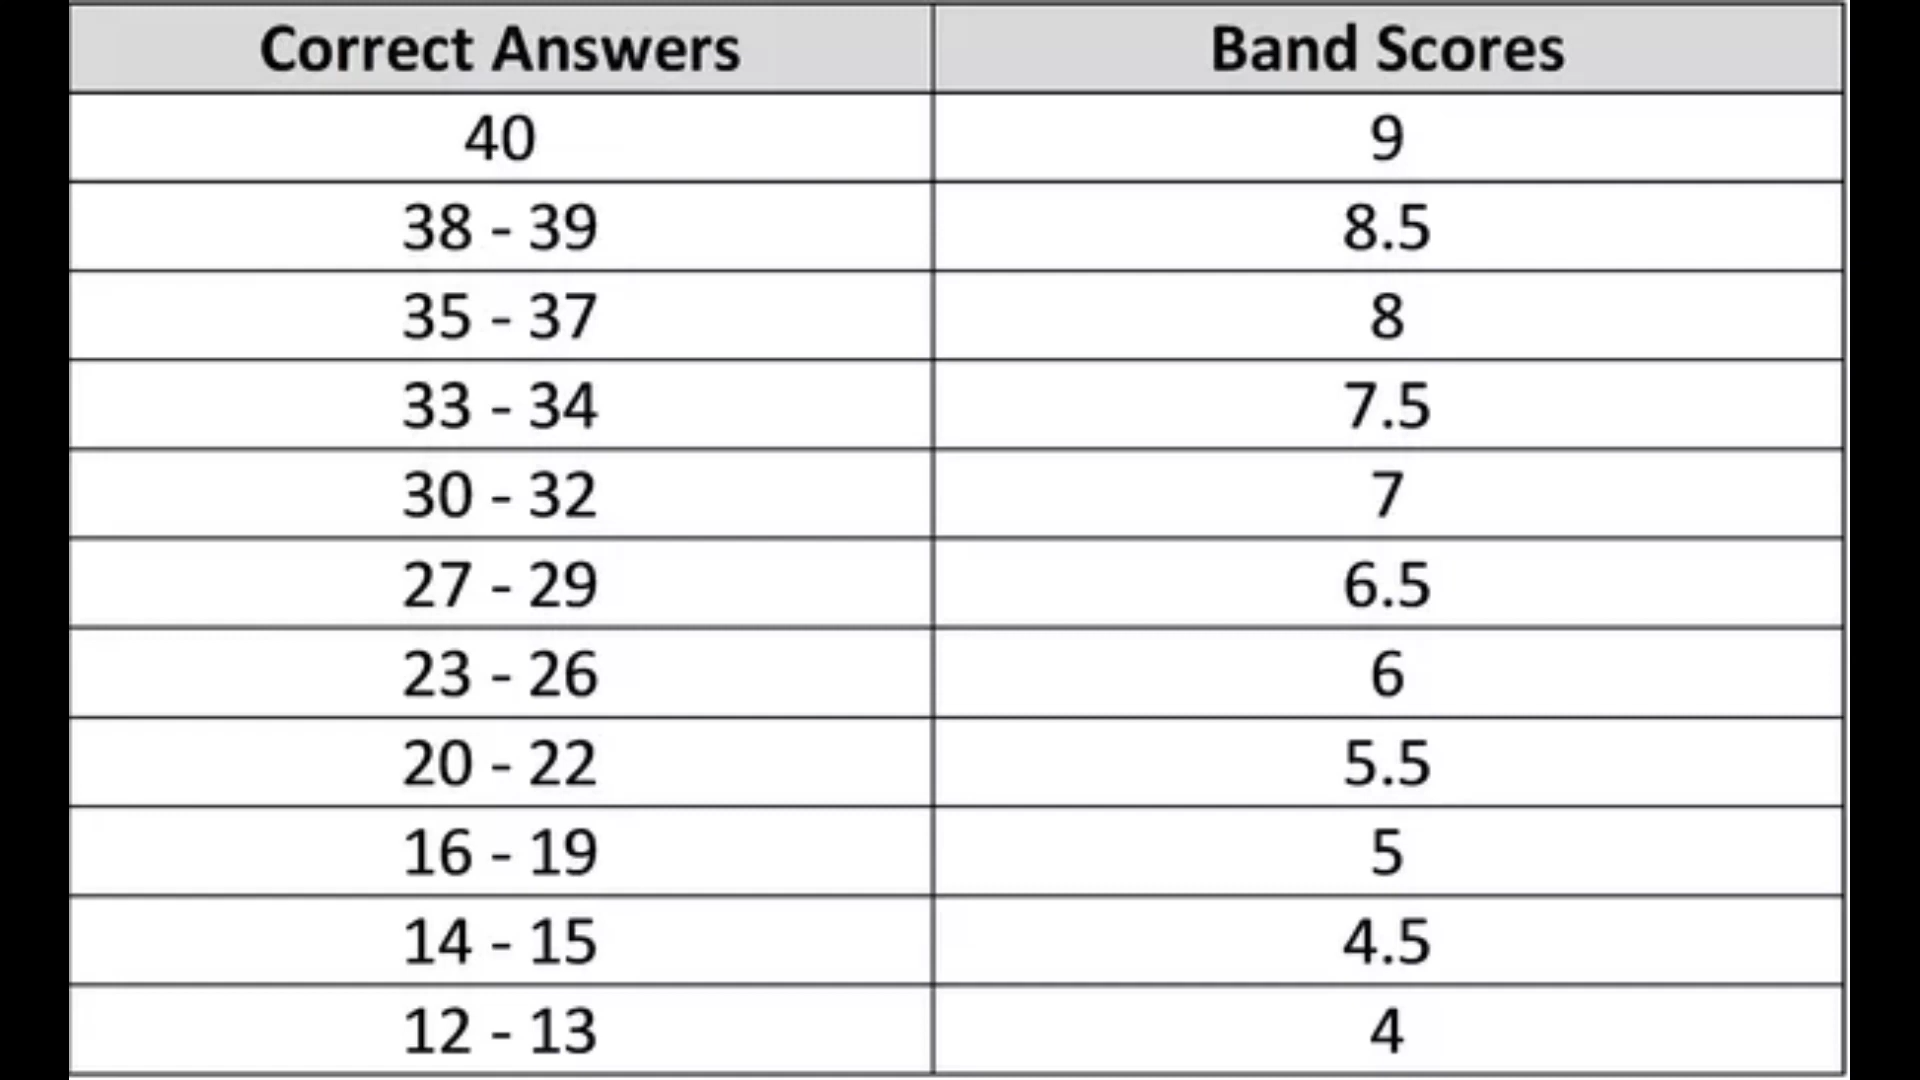 Correct Answers Band Scores
40 9
38 - 39 8.5
35 - 37 8
33 - 34 7.5
30 - 32 7
27 - 29 6.5
23 - 26 6
20 - 22 5.5
16 - 19 5
14 - 15 4.5
12 - 13 4